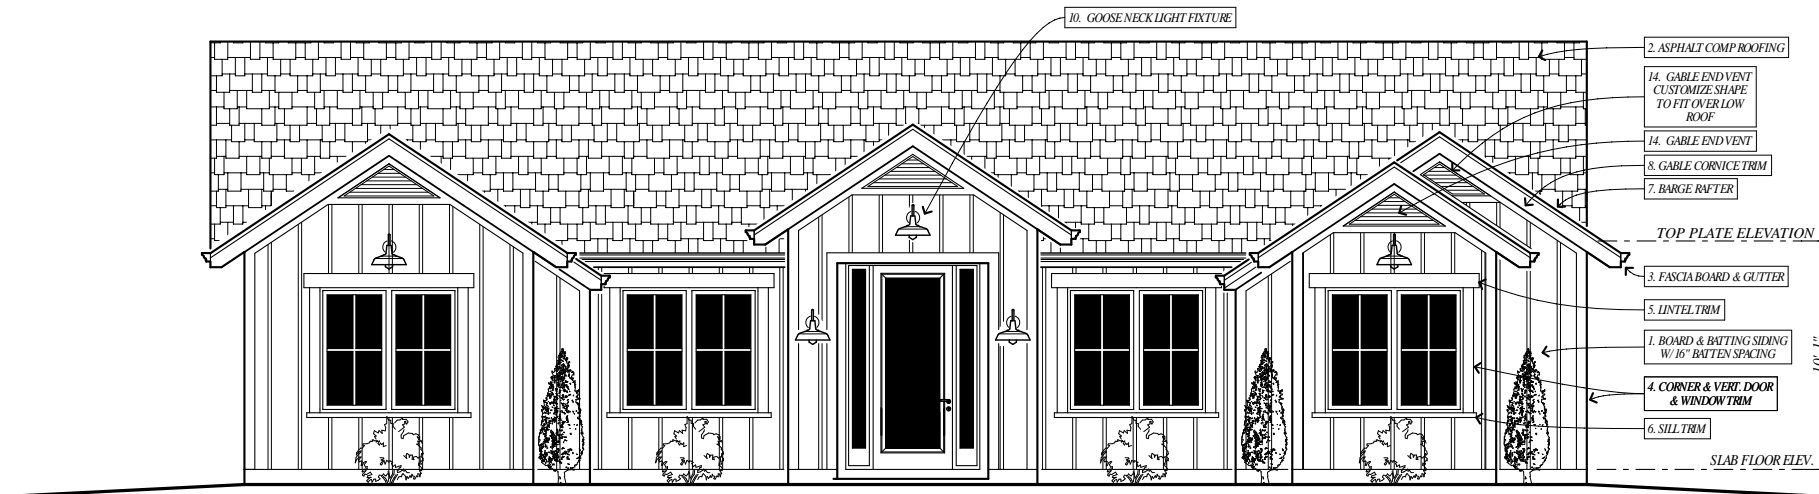 10. GOOSE NECK LIGHT FIXTURE
2. ASPHALT COMP ROOFING
14. GABLE END VENT
CUSTOMIZE SHAPE
TO FIT OVER LOW
ROOF
14. GABLE END VENT
8. GABLE CORNICE TRIM
7. BARGE RAFTER
TOP PLATE ELEVATION
3. FASCIA BOARD & GUTTER
5. LINTEL TRIM
1. BOARD & BATTING SIDING
W/ 16" BATTEN SPACING
10'-1"
4. CORNER & VERT. DOOR
& WINDOW TRIM
6. SILL TRIM
SLAB FLOOR ELEV.